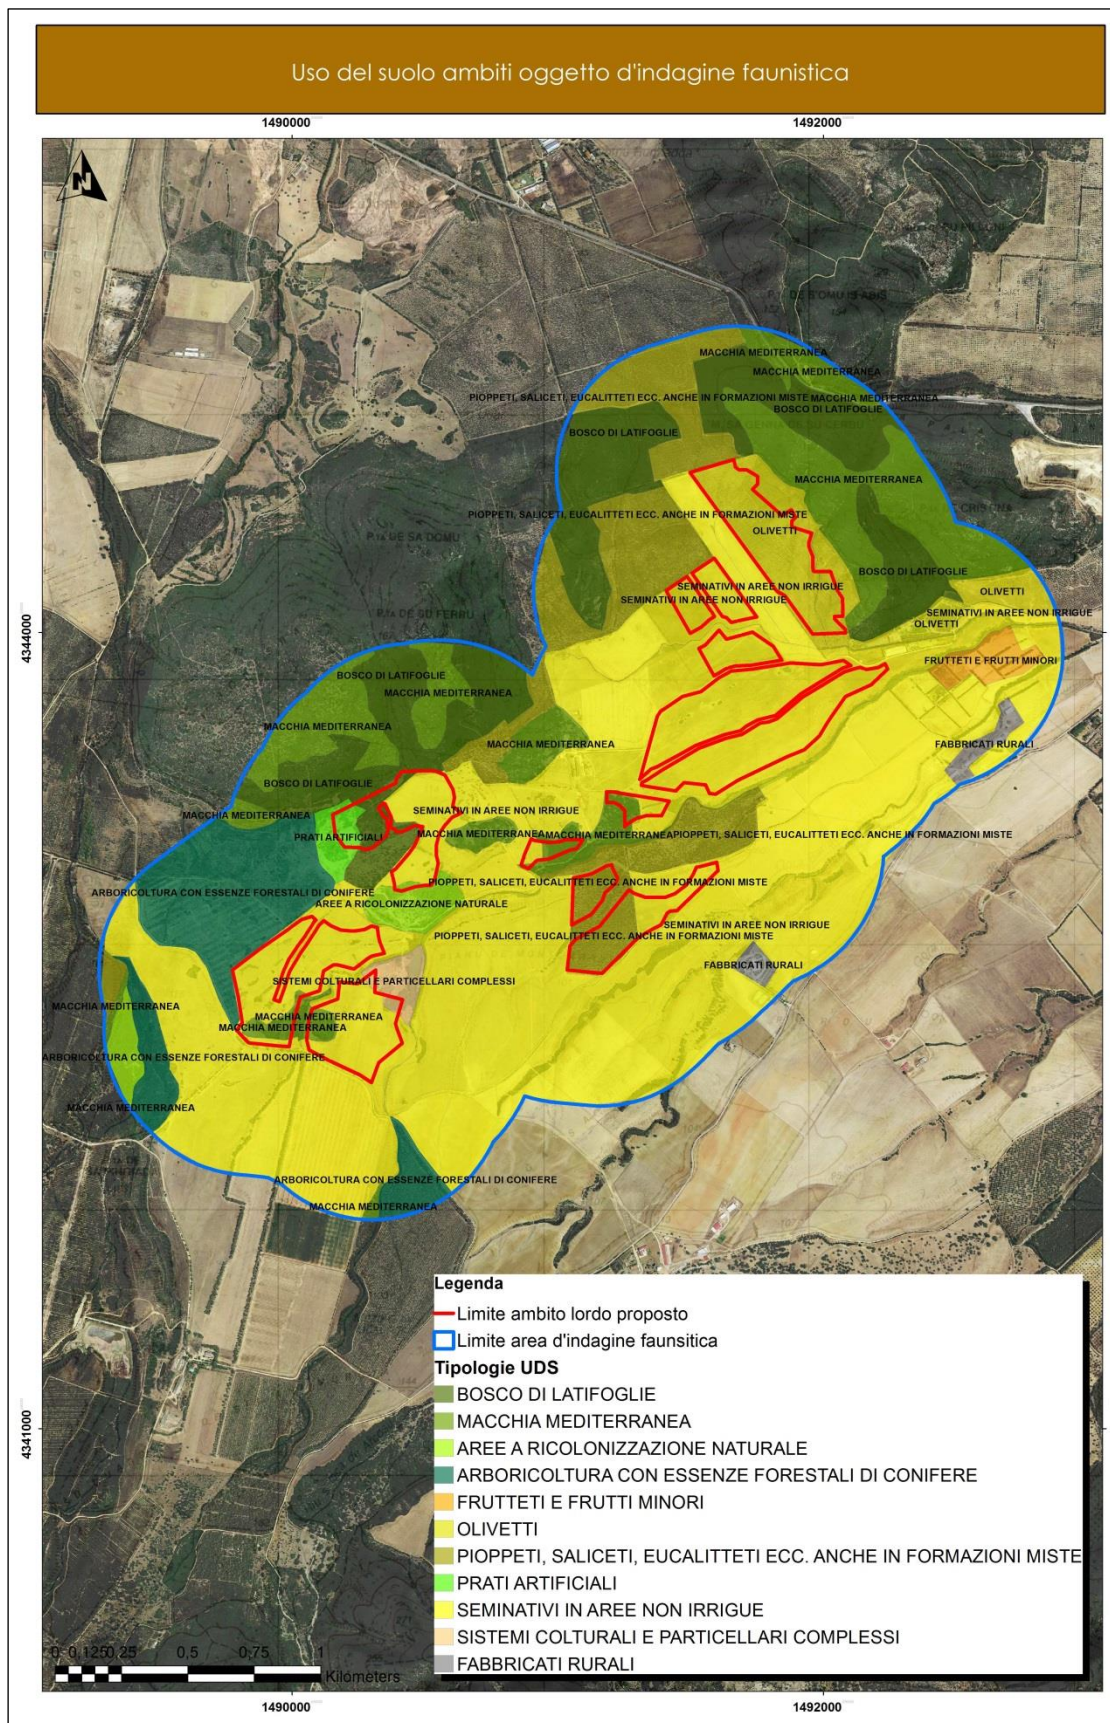 Uso del suolo ambiti oggetto d'indagine faunistica
1490000
1492000
N
P.ta DE S'OMU IS ABIS
MACCHIA MEDITERRANEA
MACCHIA MEDITERRANEA
PIOPPETI, SALICETI, EUCALITTETI ECC. ANCHE IN FORMAZIONI MISTE
MACCHIA MEDITERRANEA
BOSCO DI LATIFOGLIE
BOSCO DI LATIFOGLIE
MACCHIA MEDITERRANEA
PIOPPETI, SALICETI, EUCALITTETI ECC. ANCHE IN FORMAZIONI MISTE
OLIVETTI
P.ta DE SA DOMU
BOSCO DI LATIFOGLIE
SEMINATIVI IN AREE NON IRRIGUE
OLIVETTI
SEMINATIVI IN AREE NON IRRIGUE
SEMINATIVI IN AREE NON IRRIGUE
OLIVETTI
4344000
4344000
FRUTTETI E FRUTTI MINORI
BOSCO DI LATIFOGLIE
MACCHIA MEDITERRANEA
MACCHIA MEDITERRANEA
MACCHIA MEDITERRANEA
FABBRICATI RURALI
BOSCO DI LATIFOGLIE
SEMINATIVI IN AREE NON IRRIGUE
MACCHIA MEDITERRANEA
PRATI ARTIFICIALI
MACCHIA MEDITERRANEA
MACCHIA MEDITERRANEA
PIOPPETI, SALICETI, EUCALITTETI ECC. ANCHE IN FORMAZIONI MISTE
PIOPPETI, SALICETI, EUCALITTETI ECC. ANCHE IN FORMAZIONI MISTE
ARBORICOLTURA CON ESSENZE FORESTALI DI CONIFERE
AREE A RICOLONIZZAZIONE NATURALE
SEMINATIVI IN AREE NON IRRIGUE
PIOPPETI, SALICETI, EUCALITTETI ECC. ANCHE IN FORMAZIONI MISTE
FABBRICATI RURALI
SISTEMI COLTURALI E PARTICELLARI COMPLESSI
MACCHIA MEDITERRANEA
MACCHIA MEDITERRANEA
MACCHIA MEDITERRANEA
ARBORICOLTURA CON ESSENZE FORESTALI DI CONIFERE
MACCHIA MEDITERRANEA
ARBORICOLTURA CON ESSENZE FORESTALI DI CONIFERE
MACCHIA MEDITERRANEA
Legenda
Limite ambito lordo proposto
Limite area d'indagine faunsitica
Tipologie UDS
BOSCO DI LATIFOGLIE
MACCHIA MEDITERRANEA
AREE A RICOLONIZZAZIONE NATURALE
ARBORICOLTURA CON ESSENZE FORESTALI DI CONIFERE
FRUTTETI E FRUTTI MINORI
OLIVETTI
PIOPPETI, SALICETI, EUCALITTETI ECC. ANCHE IN FORMAZIONI MISTE
PRATI ARTIFICIALI
SEMINATIVI IN AREE NON IRRIGUE
SISTEMI COLTURALI E PARTICELLARI COMPLESSI
FABBRICATI RURALI
4341000
4341000
0 0,125 0,25 0,5 0,75 1
Kilometers
1490000
1492000